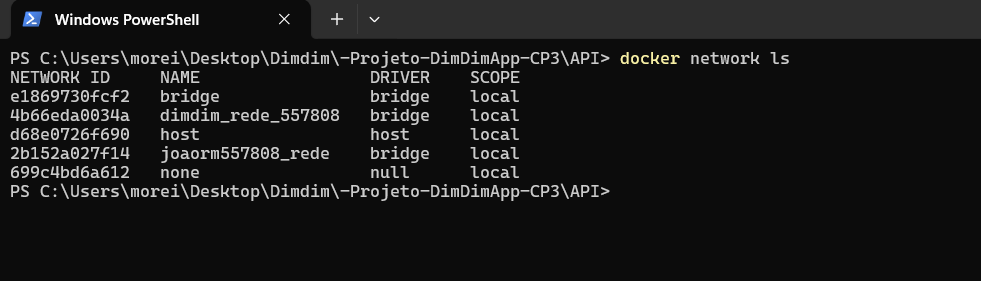 Windows PowerShell
PS C:\Users\morei\Desktop\Dimdim\-Projeto-DimDimApp-CP3\API> docker network ls
NETWORK ID     NAME                 DRIVER    SCOPE
e1869730fcf2   bridge               bridge    local
4b66eda0034a   dimdim_rede_557808   bridge    local
d68e0726f690   host                 host      local
2b152a027f14   joaorm557808_rede    bridge    local
699c4bd6a612   none                 null      local
PS C:\Users\morei\Desktop\Dimdim\-Projeto-DimDimApp-CP3\API>